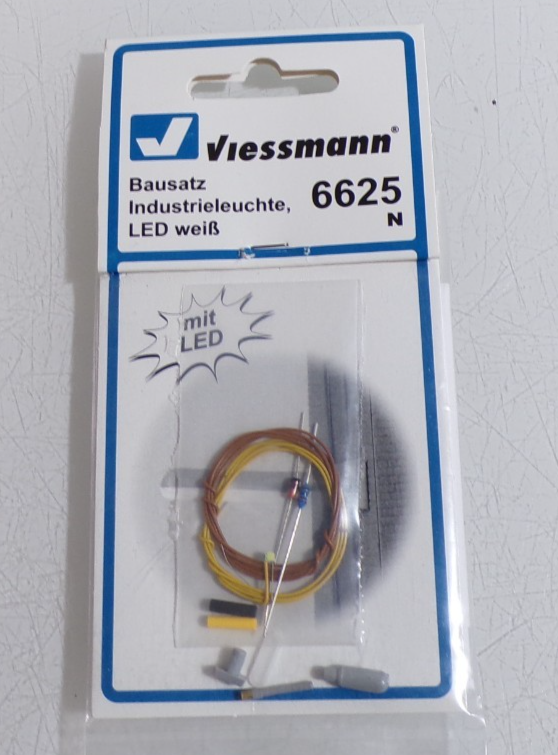 Viessmann®
Bausatz
Industrieleuchte,
LED weiß
6625
N
mit
LED